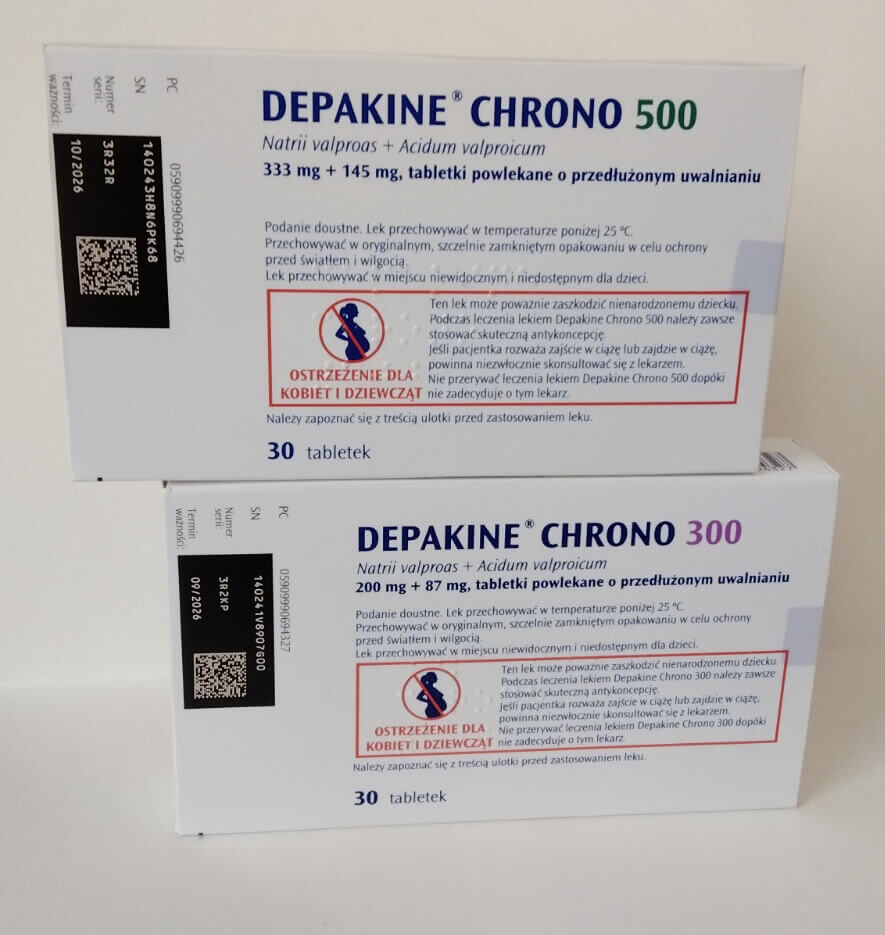 DEPAKINE® CHRONO 500
Natrii valproas + Acidum valproicum
333 mg + 145 mg, tabletki powlekane o przedłużonym uwalnianiu
Podanie doustne. Lek przechowywać w temperaturze poniżej 25 °C.
Przechowywać w oryginalnym, szczelnie zamkniętym opakowaniu w celu ochrony
przed światłem i wilgocią.
Lek przechowywać w miejscu niewidocznym i niedostępnym dla dzieci.
OSTRZEŻENIE DLA
KOBIET I DZIEWCZĄT
Ten lek może poważnie zaszkodzić nienarodzonemu dziecku.
Podczas leczenia lekiem Depakine Chrono 500 należy zawsze
stosować skuteczną antykoncepcję.
Jeśli pacjentka rozważa zajście w ciążę lub zajdzie w ciążę,
powinna niezwłocznie skonsultować się z lekarzem.
Nie przerywać leczenia lekiem Depakine Chrono 500 dopóki
nie zadecyduje o tym lekarz.
Należy zapoznać się z treścią ulotki przed zastosowaniem leku.
30 tabletek
PC 05909990694426
SN 140243H8N6PK68
Numer
serii: 3R32R
Termin
ważności: 10/2026
DEPAKINE® CHRONO 300
Natrii valproas + Acidum valproicum
200 mg + 87 mg, tabletki powlekane o przedłużonym uwalnianiu
Podanie doustne. Lek przechowywać w temperaturze poniżej 25 °C.
Przechowywać w oryginalnym, szczelnie zamkniętym opakowaniu w celu ochrony
przed światłem i wilgocią.
Lek przechowywać w miejscu niewidocznym i niedostępnym dla dzieci.
OSTRZEŻENIE DLA
KOBIET I DZIEWCZĄT
Ten lek może poważnie zaszkodzić nienarodzonemu dziecku.
Podczas leczenia lekiem Depakine Chrono 300 należy zawsze
stosować skuteczną antykoncepcję.
Jeśli pacjentka rozważa zajście w ciążę lub zajdzie w ciążę,
powinna niezwłocznie skonsultować się z lekarzem.
Nie przerywać leczenia lekiem Depakine Chrono 300 dopóki
nie zadecyduje o tym lekarz.
Należy zapoznać się z treścią ulotki przed zastosowaniem leku.
30 tabletek
PC 05909990694327
SN 140241V8907G00
Numer
serii: 3R2KP
Termin
ważności: 09/2026